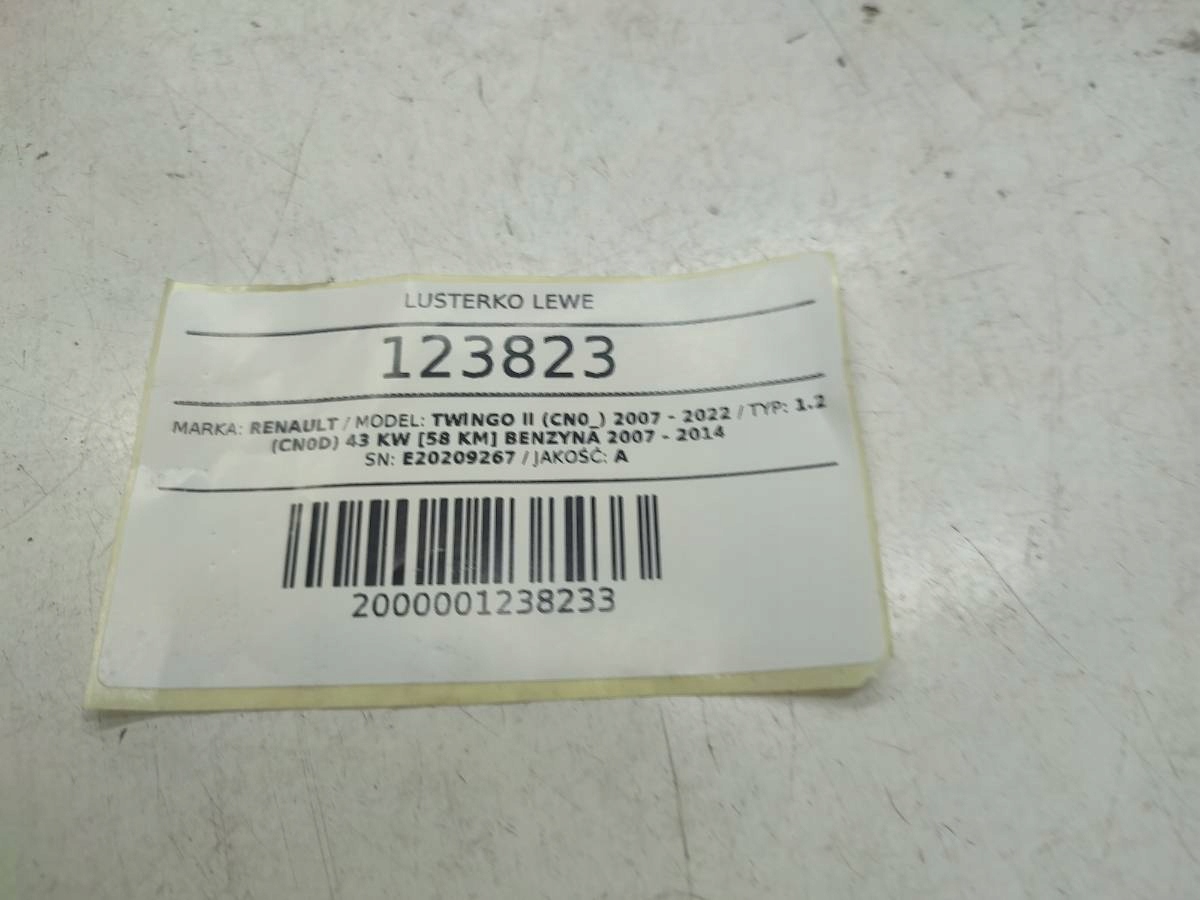 LUSTERKO LEWE
123823
MARKA: RENAULT / MODEL: TWINGO II (CN0_) 2007 - 2022 / TYP: 1.2
(CN0D) 43 KW [58 KM] BENZYNA 2007 - 2014
SN: E20209267 / JAKOŚĆ: A
2000001238233